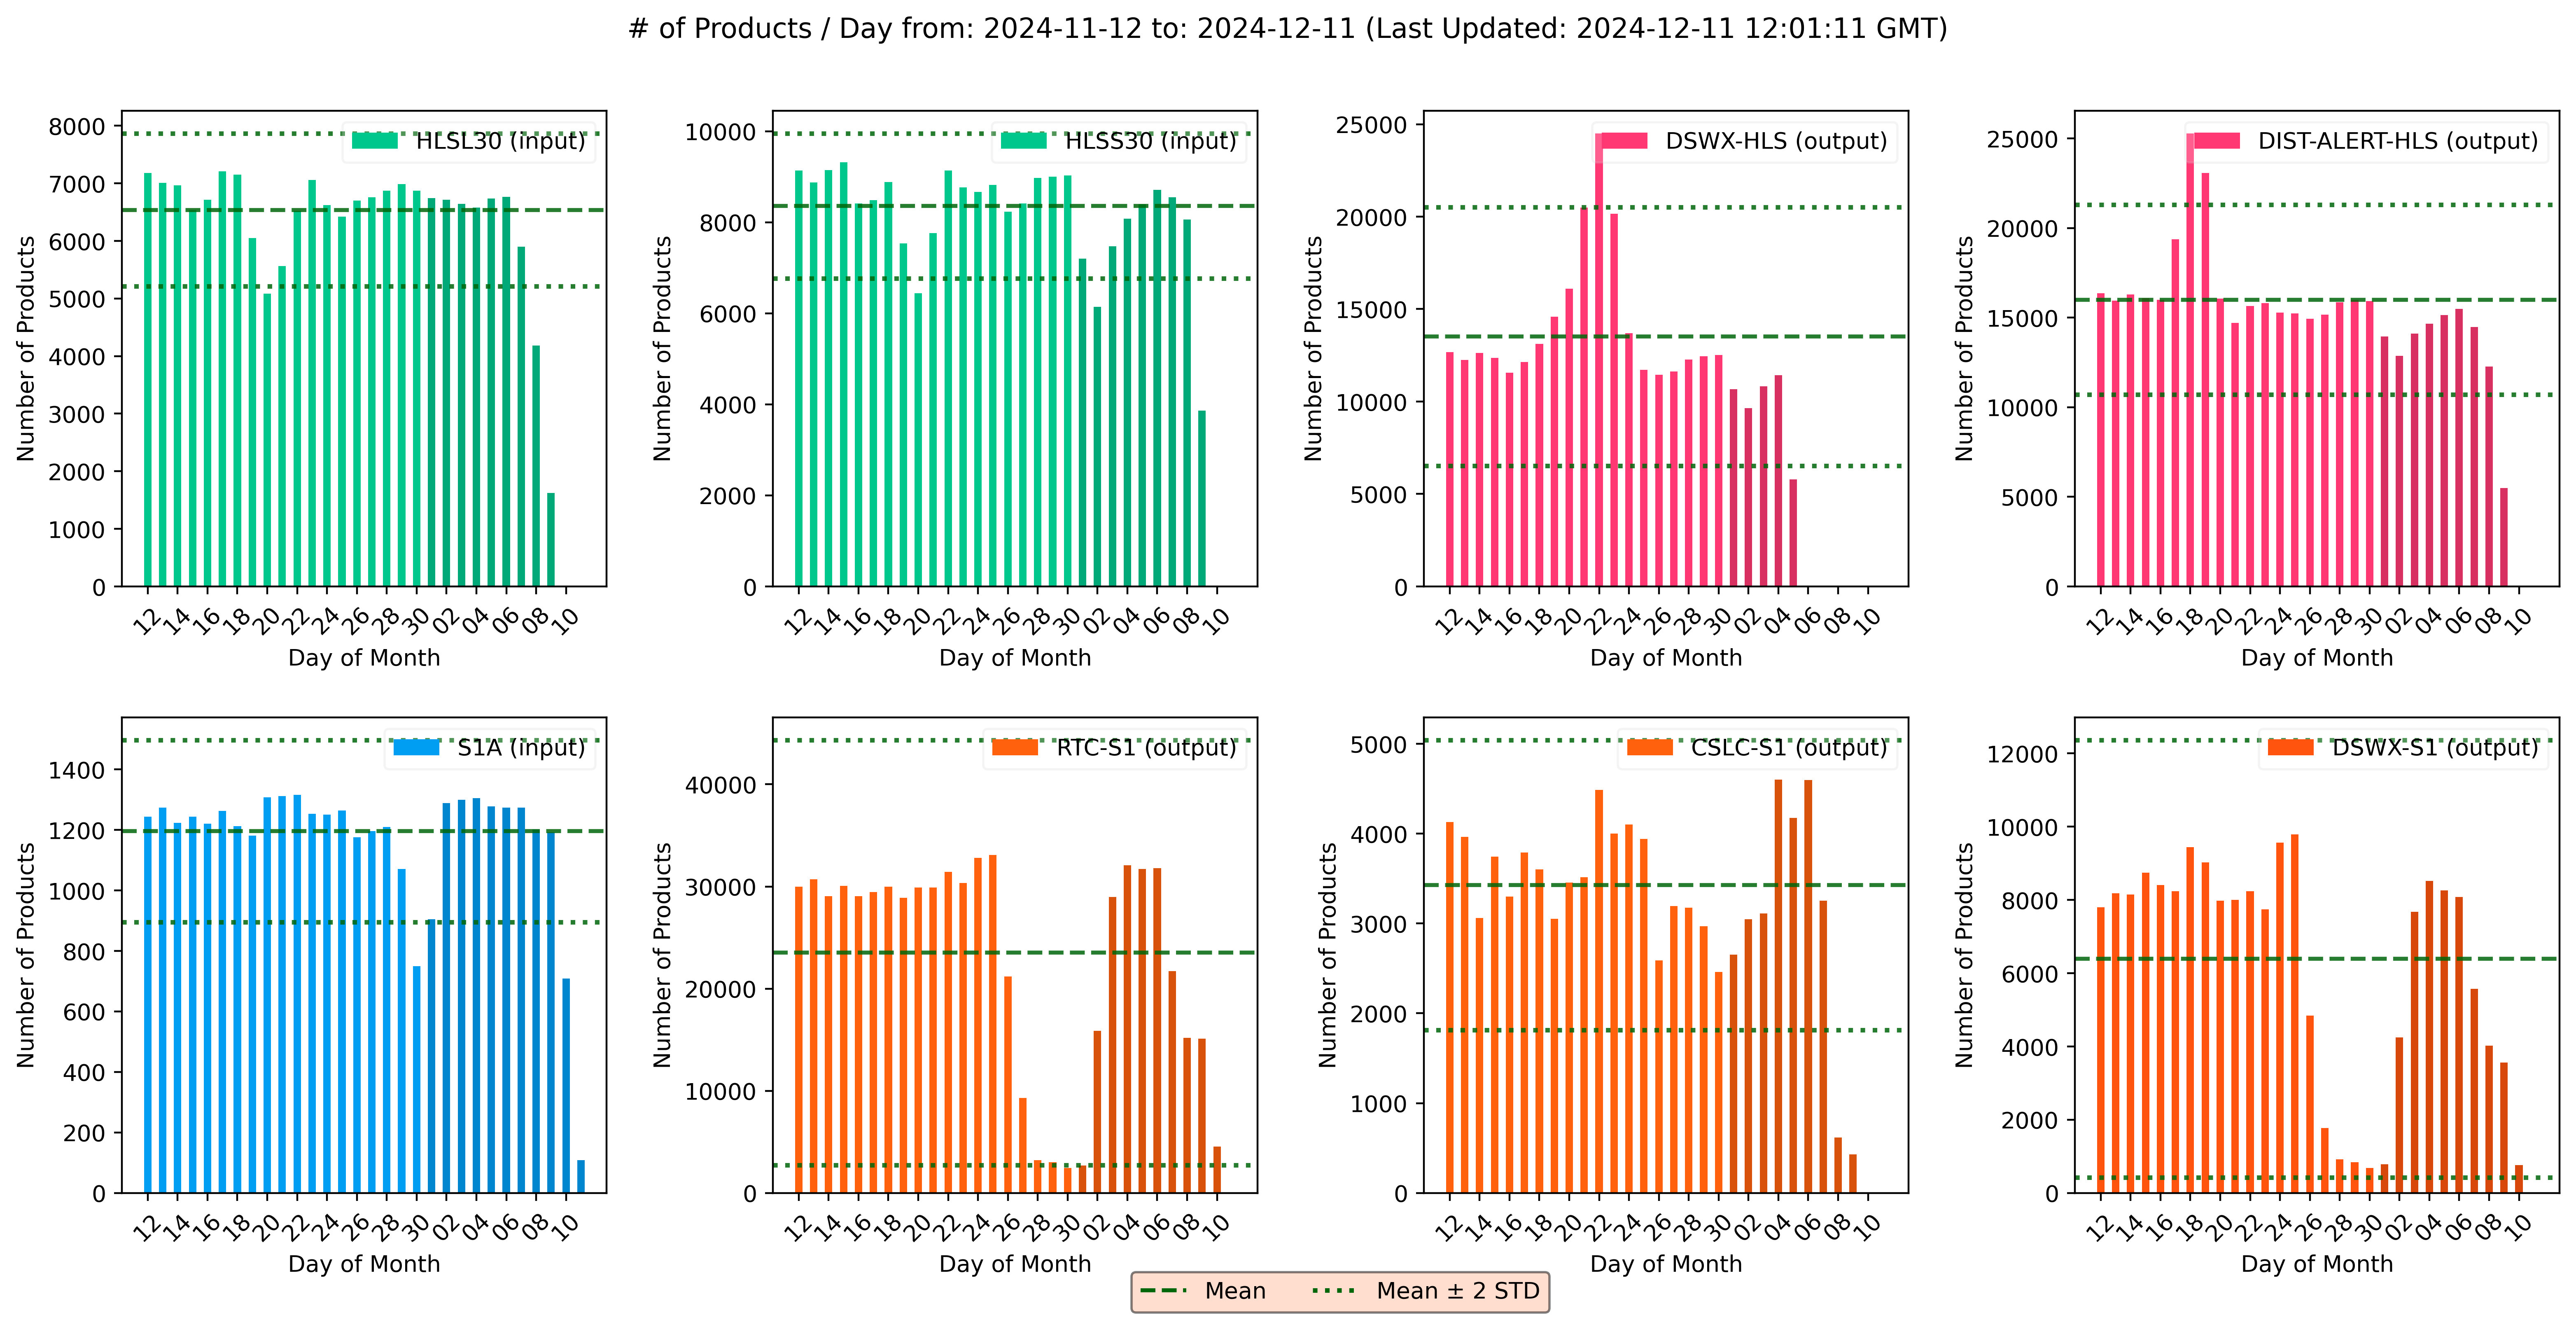 # of Products / Day from: 2024-11-12 to: 2024-12-11 (Last Updated: 2024-12-11 12:01:11 GMT)
HLSL30 (input)
Number of Products
8000
7000
6000
5000
4000
3000
2000
1000
0
12 14 16 18 20 22 24 26 28 30 02 04 06 08 10
Day of Month
HLSS30 (input)
Number of Products
10000
8000
6000
4000
2000
0
12 14 16 18 20 22 24 26 28 30 02 04 06 08 10
Day of Month
DSWX-HLS (output)
Number of Products
25000
20000
15000
10000
5000
0
12 14 16 18 20 22 24 26 28 30 02 04 06 08 10
Day of Month
DIST-ALERT-HLS (output)
Number of Products
25000
20000
15000
10000
5000
0
12 14 16 18 20 22 24 26 28 30 02 04 06 08 10
Day of Month
S1A (input)
Number of Products
1400
1200
1000
800
600
400
200
0
12 14 16 18 20 22 24 26 28 30 02 04 06 08 10
Day of Month
RTC-S1 (output)
Number of Products
40000
30000
20000
10000
0
12 14 16 18 20 22 24 26 28 30 02 04 06 08 10
Day of Month
CSLC-S1 (output)
Number of Products
5000
4000
3000
2000
1000
0
12 14 16 18 20 22 24 26 28 30 02 04 06 08 10
Day of Month
DSWX-S1 (output)
Number of Products
12000
10000
8000
6000
4000
2000
0
12 14 16 18 20 22 24 26 28 30 02 04 06 08 10
Day of Month
Mean
Mean ± 2 STD